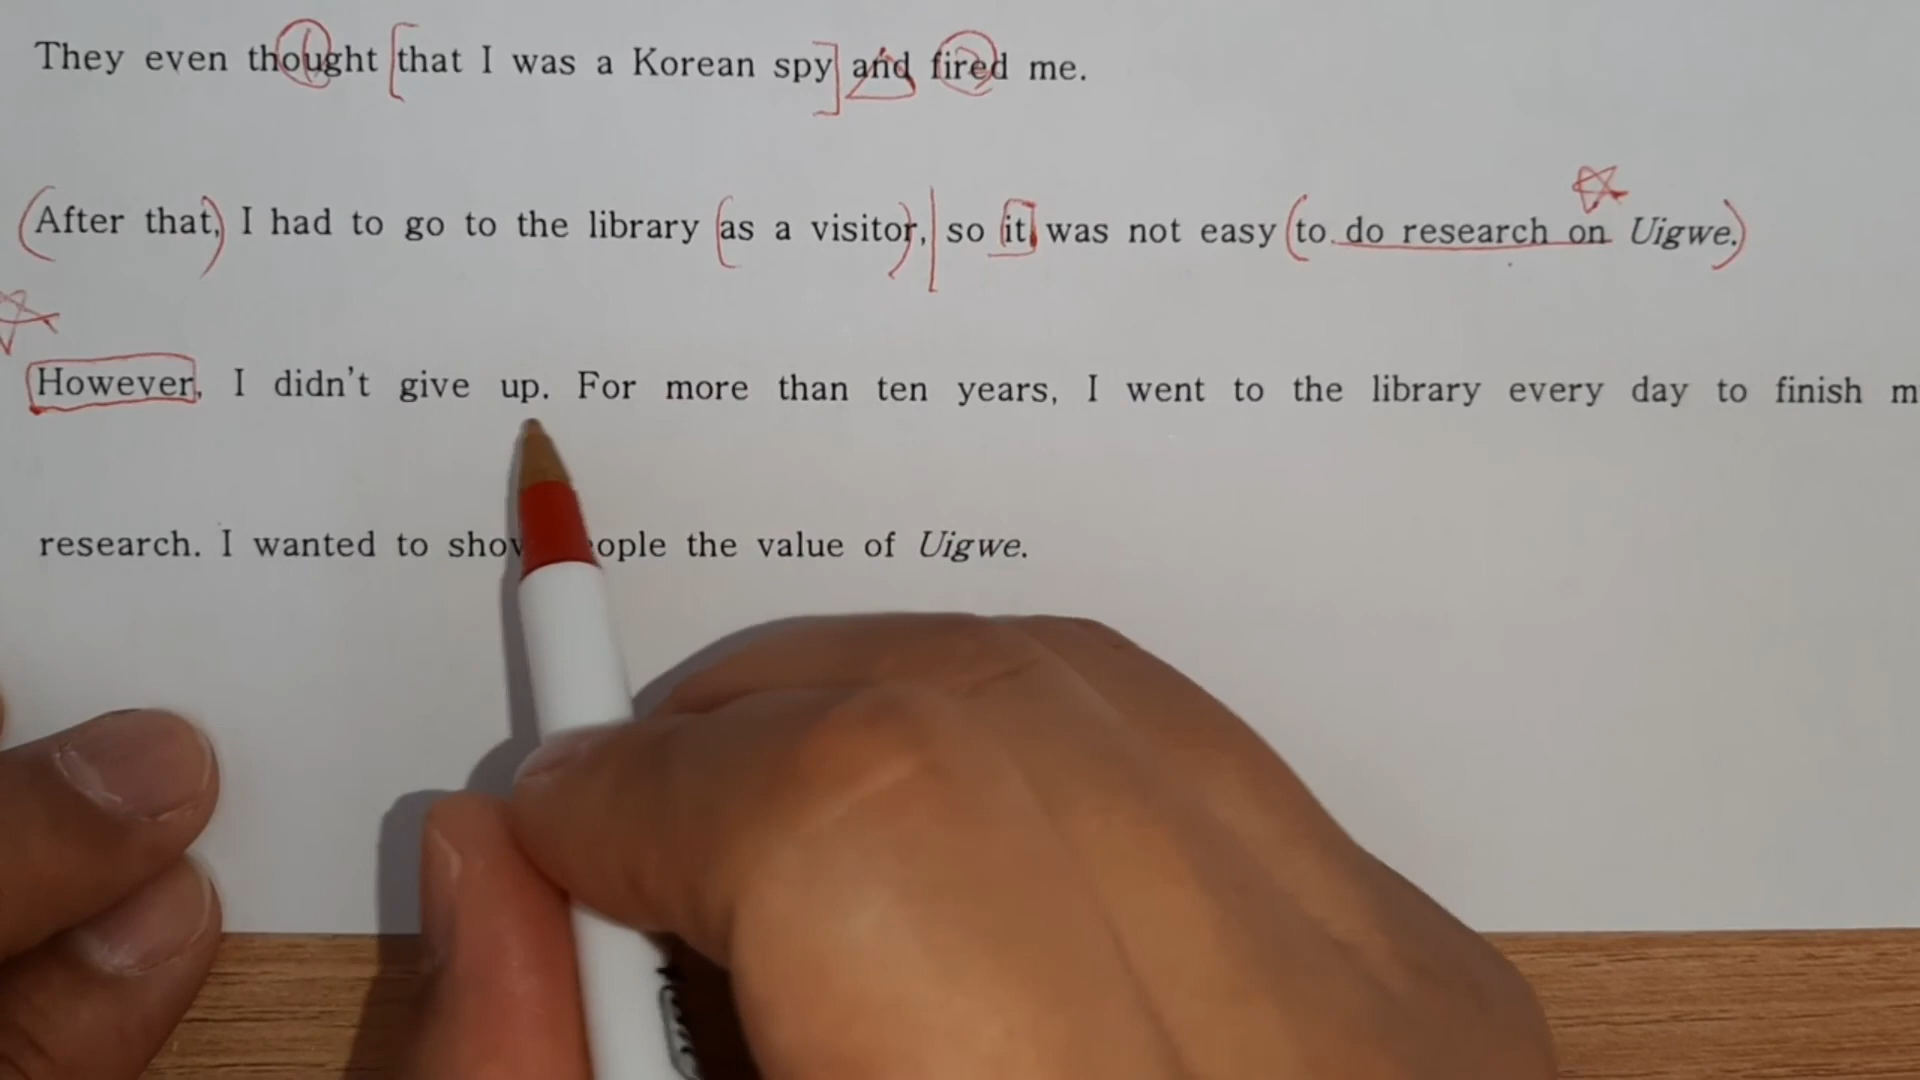 They even thought that I was a Korean spy and fired me.
After that, I had to go to the library as a visitor, so it was not easy to do research on Uigwe.
However, I didn't give up. For more than ten years, I went to the library every day to finish
research. I wanted to the value of Uigwe.